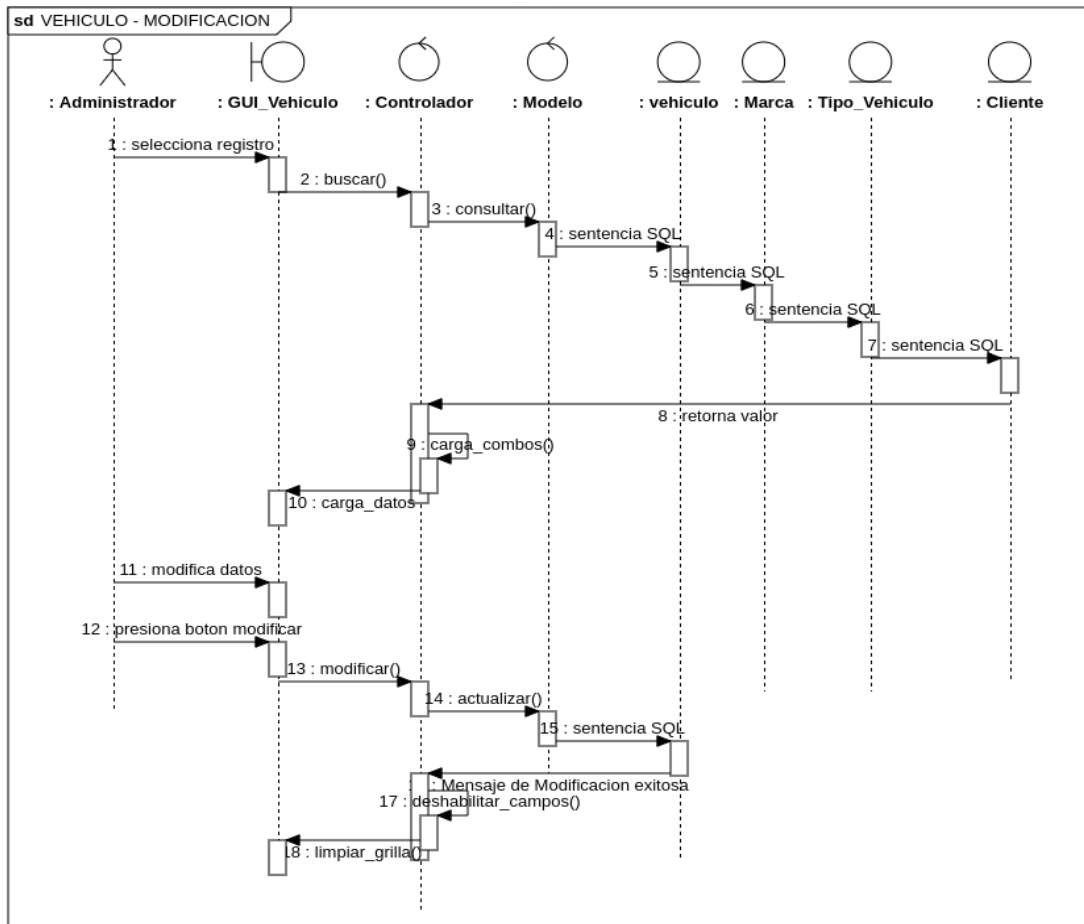 sd VEHICULO - MODIFICACION
: Administrador
: GUI_Vehiculo
: Controlador
: Modelo
: vehiculo
: Marca
: Tipo_Vehiculo
: Cliente
1 : selecciona registro
2 : buscar()
3 : consultar()
4 : sentencia SQL
5 : sentencia SQL
6 : sentencia SQL
7 : sentencia SQL
8 : retorna valor
9 : carga_combos()
10 : carga_datos
11 : modifica datos
12 : presiona boton modificar
13 : modificar()
14 : actualizar()
15 : sentencia SQL
: Mensaje de Modificacion exitosa
17 : deshabilitar_campos()
18 : limpiar_grilla()